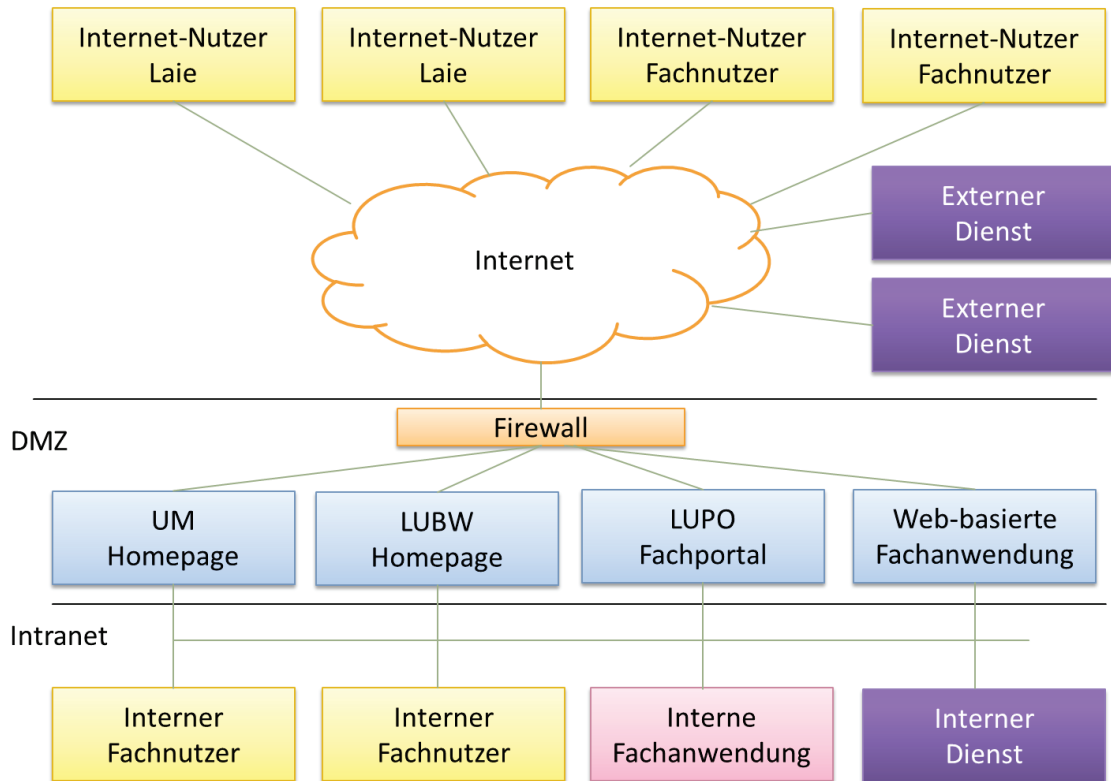 Internet-Nutzer
Laie
Internet-Nutzer
Laie
Internet-Nutzer
Fachnutzer
Internet-Nutzer
Fachnutzer
Externer
Dienst
Internet
Externer
Dienst
DMZ
Firewall
UM
Homepage
LUBW
Homepage
LUPO
Fachportal
Web-basierte
Fachanwendung
Intranet
Interner
Fachnutzer
Interner
Fachnutzer
Interne
Fachanwendung
Interner
Dienst